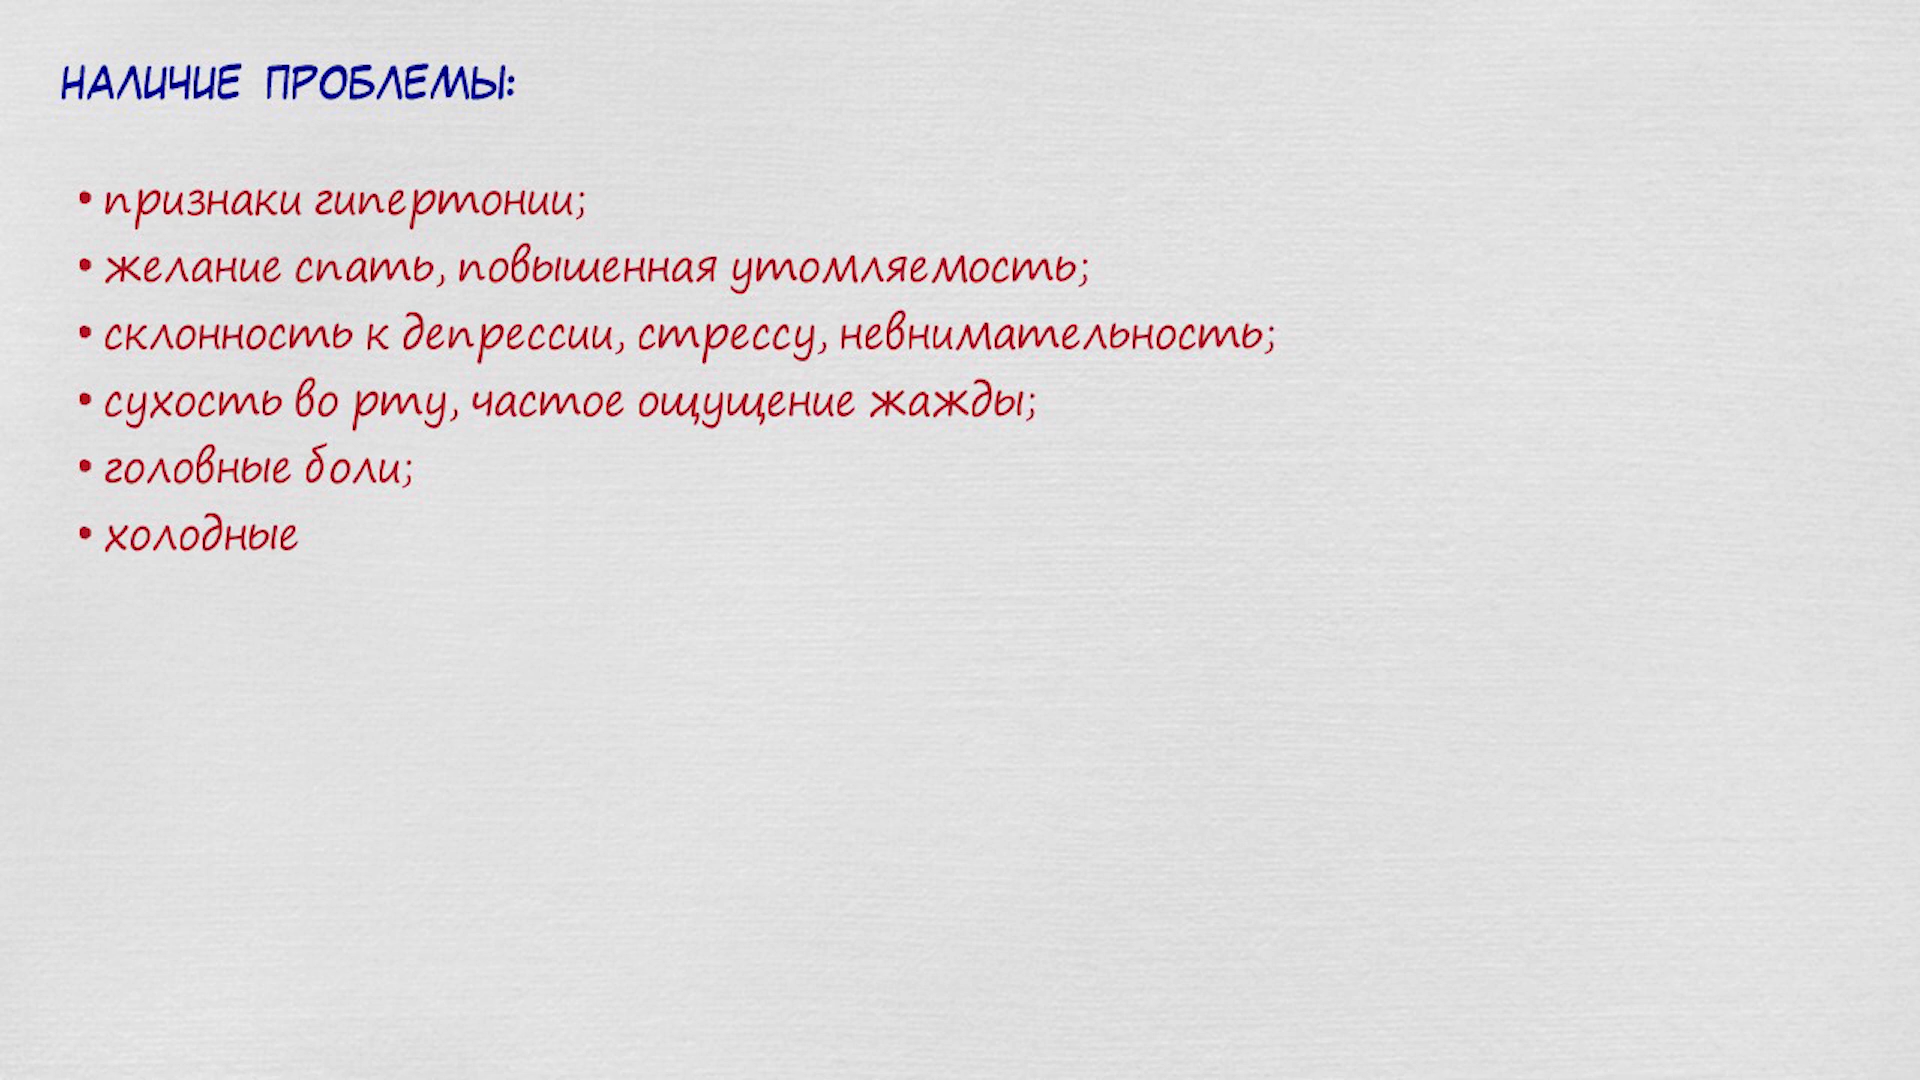 НАЛИЧИЕ ПРОБЛЕМЫ:
• признаки гипертонии;
• желание спать, повышенная утомляемость;
• склонность к депрессии, стрессу, невнимательность;
• сухость во рту, частое ощущение жажды;
• головные боли;
• холодные